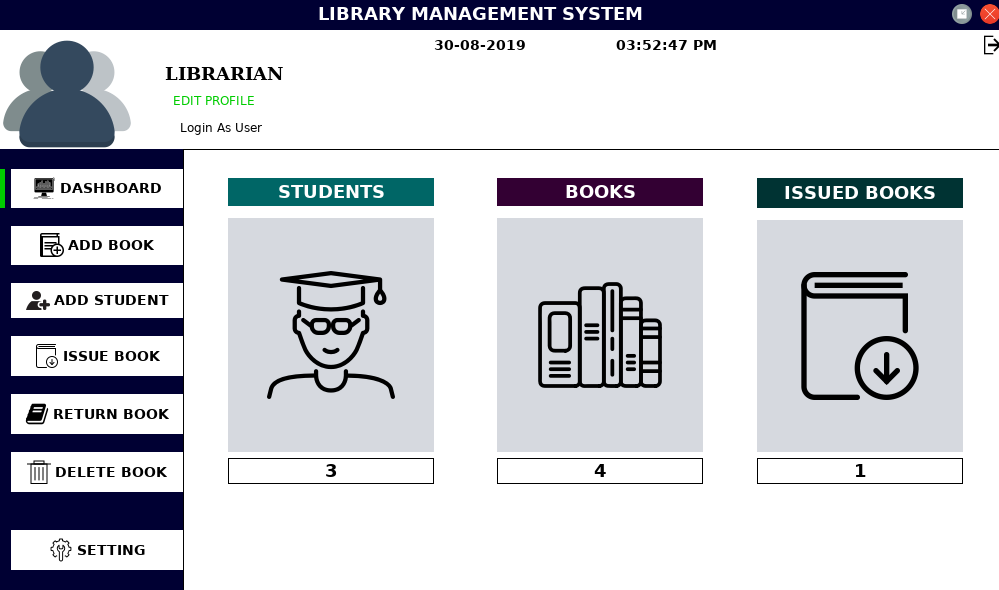 LIBRARY MANAGEMENT SYSTEM
30-08-2019
03:52:47 PM
LIBRARIAN
EDIT PROFILE
Login As User
DASHBOARD
ADD BOOK
ADD STUDENT
ISSUE BOOK
RETURN BOOK
DELETE BOOK
SETTING
STUDENTS
BOOKS
ISSUED BOOKS
3
4
1